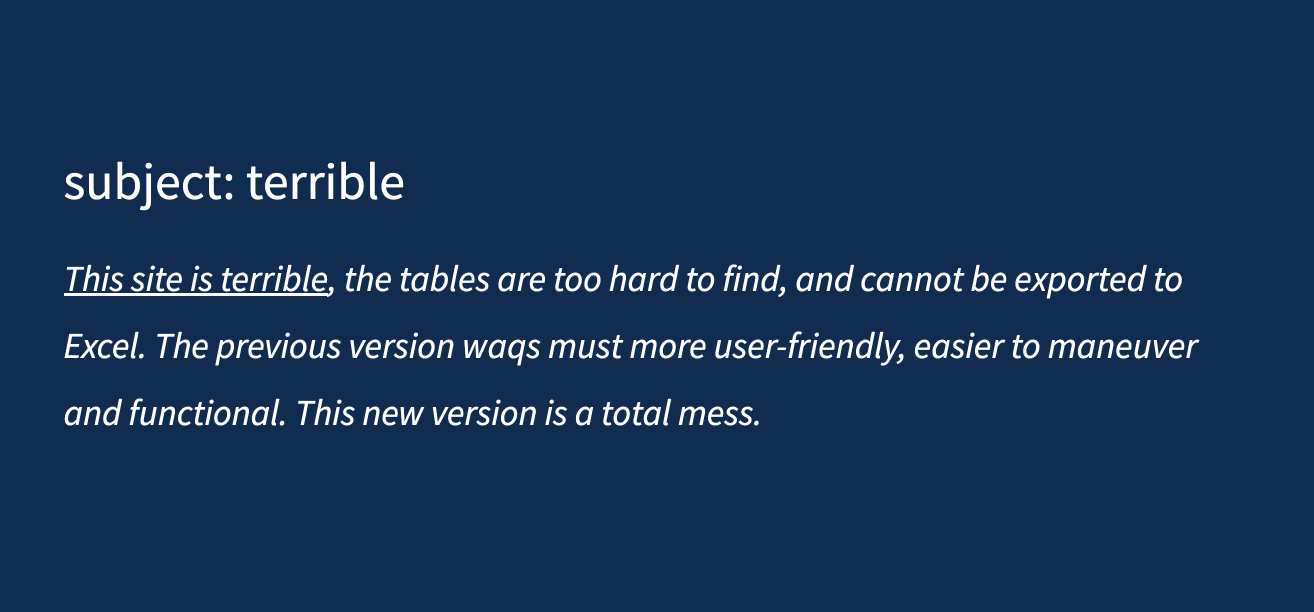 subject: terrible
This site is terrible, the tables are too hard to find, and cannot be exported to
Excel. The previous version waqs must more user-friendly, easier to maneuver
and functional. This new version is a total mess.